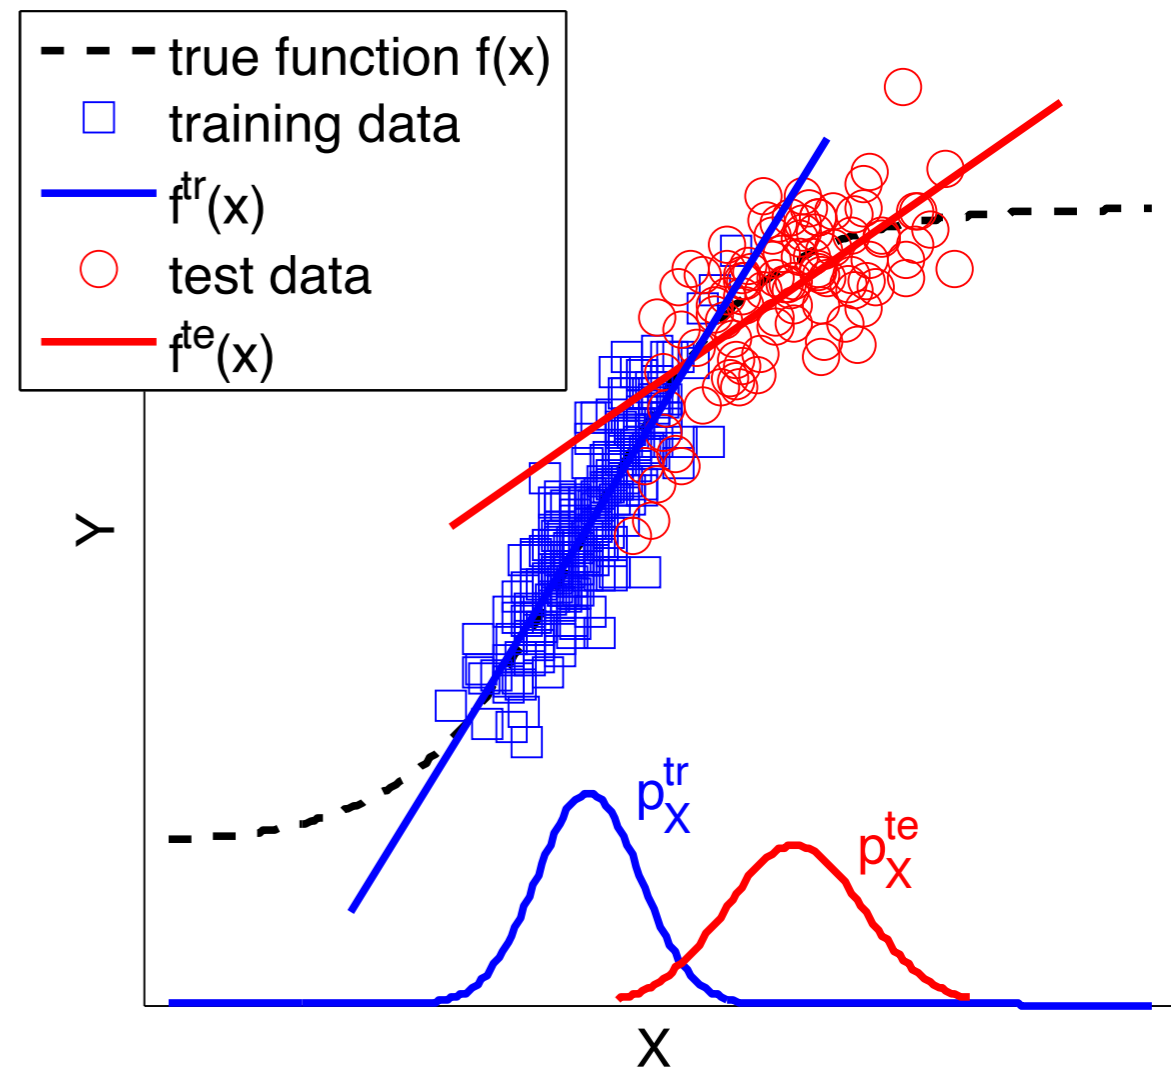 true function f(x)
training data
f^tr(x)
test data
f^te(x)
Y
p_X^tr
p_X^te
X